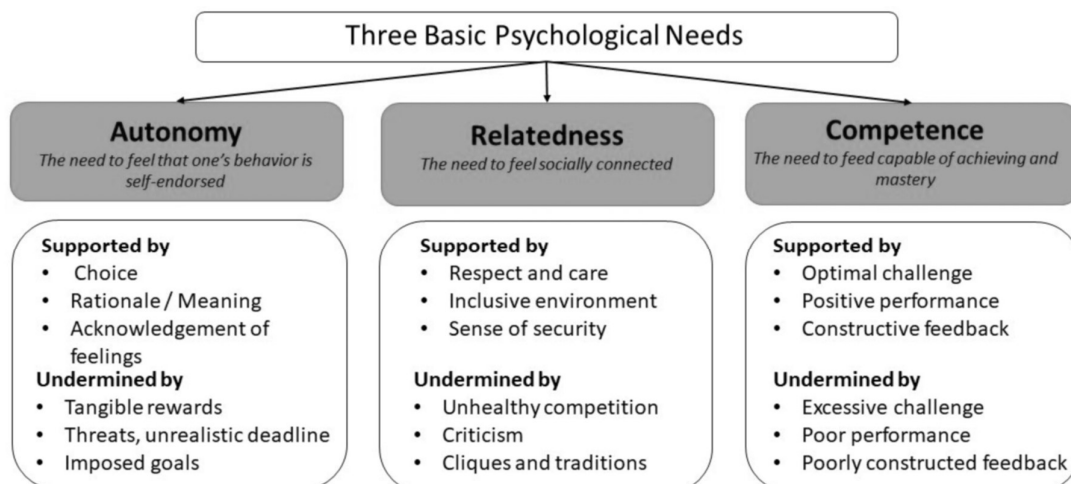 Three Basic Psychological Needs
Autonomy
The need to feel that one's behavior is
self-endorsed
Relatedness
The need to feel socially connected
Competence
The need to feed capable of achieving and
mastery
Supported by
• Choice
• Rationale / Meaning
• Acknowledgement of
feelings
Undermined by
• Tangible rewards
• Threats, unrealistic deadline
• Imposed goals
Supported by
• Respect and care
• Inclusive environment
• Sense of security
Undermined by
• Unhealthy competition
• Criticism
• Cliques and traditions
Supported by
• Optimal challenge
• Positive performance
• Constructive feedback
Undermined by
• Excessive challenge
• Poor performance
• Poorly constructed feedback